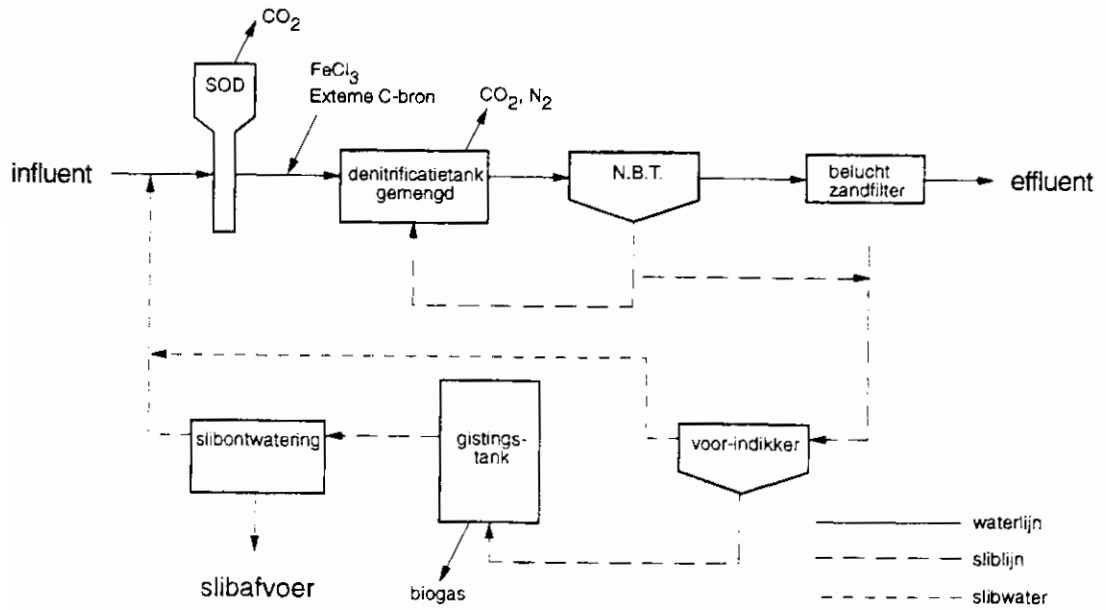 CO₂
SOD
FeCl₃
Externe C-bron
CO₂, N₂
influent
denitrificatietank
gemengd
N.B.T.
belucht
zandfilter
effluent
slibontwatering
gistings-
tank
voor-indikker
slibafvoer
biogas
waterlijn
sliblijn
slibwater